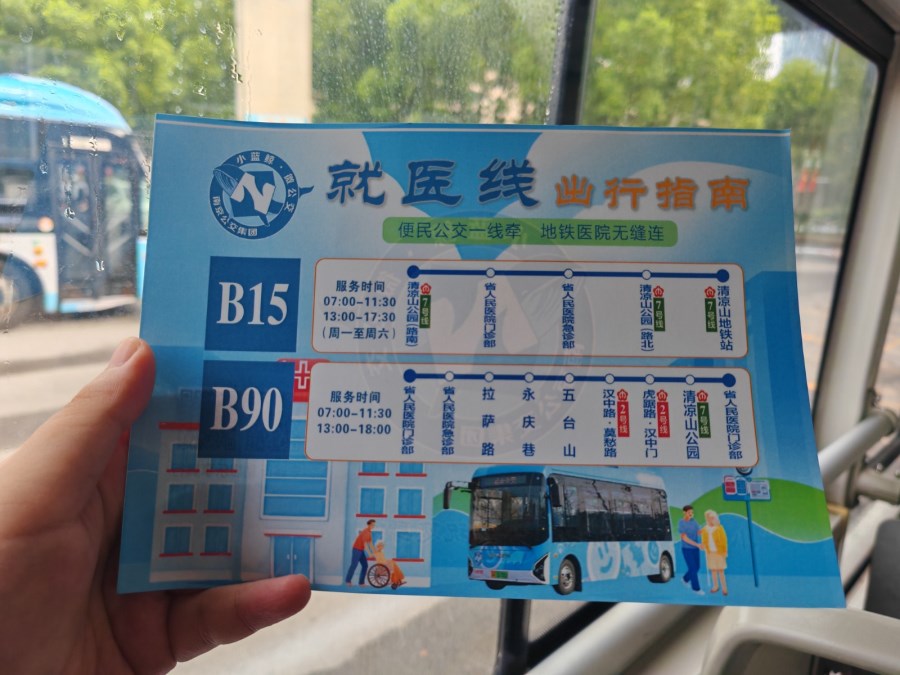 小蓝鲸·微公交
N
南京公交集团
就医线 出行指南
便民公交一线牵 地铁医院无缝连
B15
服务时间
07:00-11:30
13:00-17:30
(周一至周六)
清凉山公园(路南)
7号线
省人民医院门诊部
省人民医院急诊部
清凉山公园(路北)
7号线
清凉山地铁站
7号线
B90
服务时间
07:00-11:30
13:00-18:00
省人民医院门诊部
省人民医院急诊部
拉萨路
永庆巷
五台山
汉中路·莫愁路
2号线
虎踞路·汉中门
2号线
清凉山公园
7号线
省人民医院门诊部